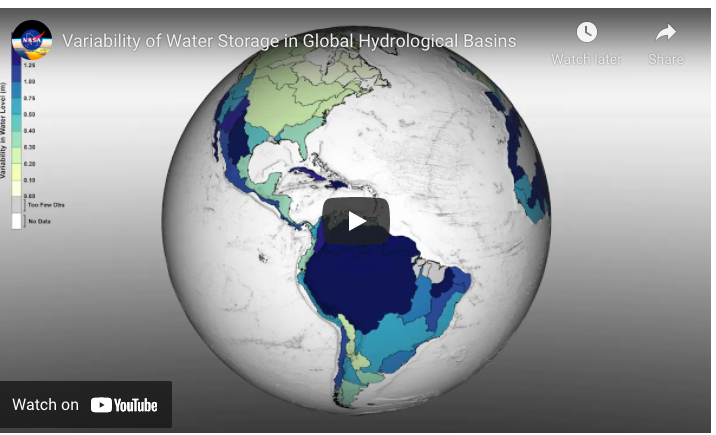 NASA
Variability of Water Storage in Global Hydrological Basins
Watch later
Share
Variability in Water Level (m)
1.25
1.00
0.75
0.50
0.40
0.30
0.20
0.10
0.00
Too Few Obs
No Data
Watch on YouTube